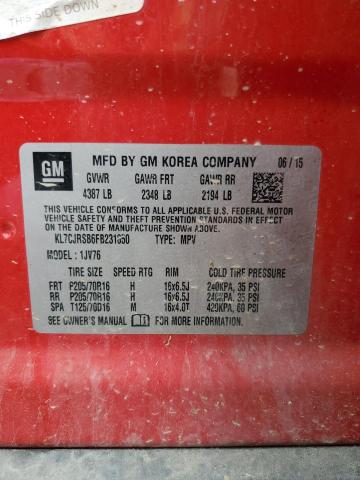 THIS SIDE DOWN
GM
MFD BY GM KOREA COMPANY 06 / 15
GVWR GAWR FRT GAWR RR
4387 LB 2348 LB 2194 LB
THIS VEHICLE CONFORMS TO ALL APPLICABLE U.S. FEDERAL MOTOR
VEHICLE SAFETY, BUMPER, AND THEFT PREVENTION STANDARDS IN EFFECT
ON THE DATE OF MANUFACTURE SHOWN ABOVE.
TYPE: MPV
MODEL: 1JV76
TIRE SIZE SPEED RTG RIM COLD TIRE PRESSURE
FRT P205/70R16 H 16x6.5J 240KPA, 35 PSI
RR P205/70R16 H 16x6.5J 240KPA, 35 PSI
SPA T125/70D16 M 16x4.0T 420KPA, 60 PSI
SEE OWNER'S MANUAL FOR MORE INFORMATION.